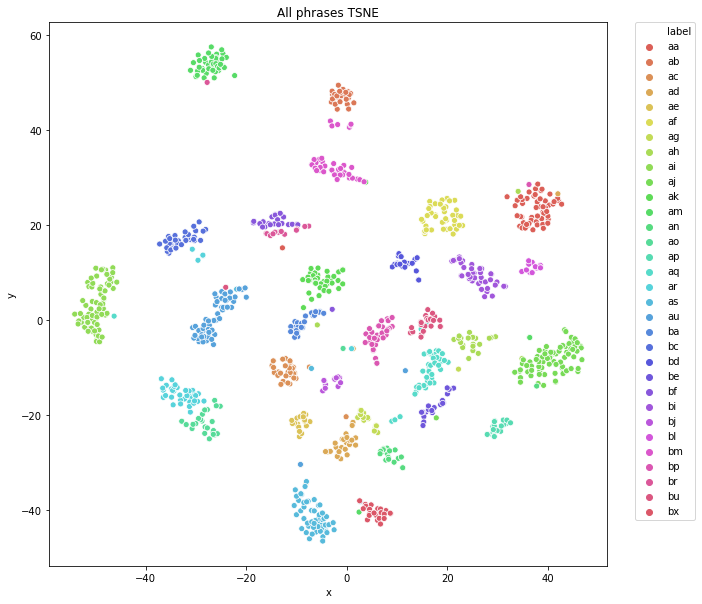 All phrases TSNE
60
40
20
0
−20
−40
y
−40
−20
0
20
40
x
label
aa
ab
ac
ad
ae
af
ag
ah
ai
aj
ak
am
an
ao
ap
aq
ar
as
au
ba
bc
bd
be
bf
bi
bj
bl
bm
bp
br
bu
bx